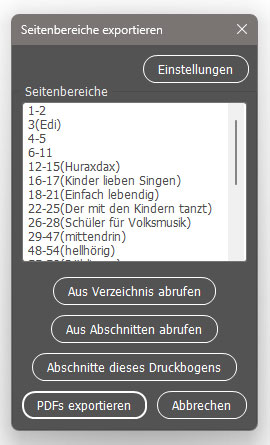 Seitenbereiche exportieren
Einstellungen
Seitenbereiche
1-2
3(Edi)
4-5
6-11
12-15(Huraxdax)
16-17(Kinder lieben Singen)
18-21(Einfach lebendig)
22-25(Der mit den Kindern tanzt)
26-28(Schüler für Volksmusik)
29-47(mittendrin)
48-54(hellhörig)
Aus Verzeichnis abrufen
Aus Abschnitten abrufen
Abschnitte dieses Druckbogens
PDFs exportieren
Abbrechen